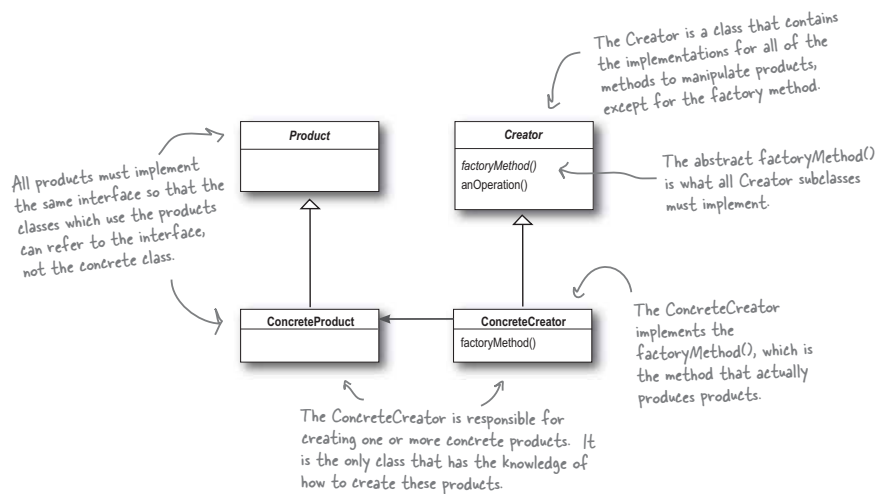 The Creator is a class that contains
the implementations for all of the
methods to manipulate products,
except for the factory method.
Product
Creator
factoryMethod()
anOperation()
All products must implement
the same interface so that the
classes which use the products
can refer to the interface,
not the concrete class.
The abstract factoryMethod()
is what all Creator subclasses
must implement.
ConcreteProduct
ConcreteCreator
factoryMethod()
The ConcreteCreator
implements the
factoryMethod(), which is
the method that actually
produces products.
The ConcreteCreator is responsible for
creating one or more concrete products. It
is the only class that has the knowledge of
how to create these products.